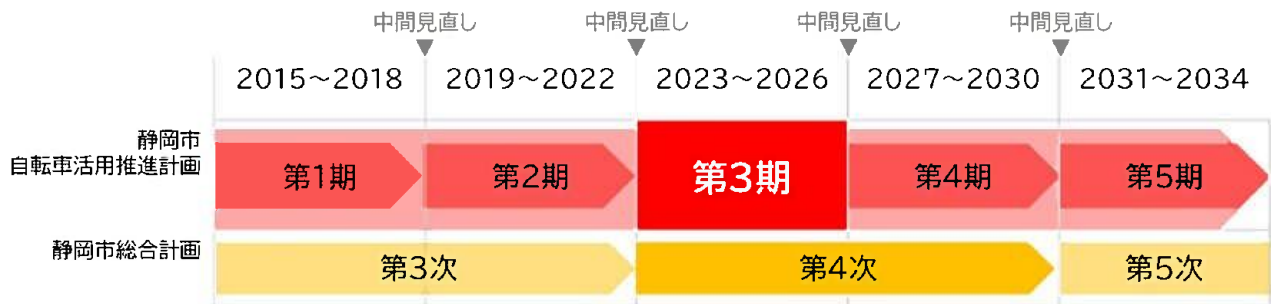 中間見直し 中間見直し 中間見直し 中間見直し
2015～2018 2019～2022 2023～2026 2027～2030 2031～2034
静岡市
自転車活用推進計画
第1期 第2期 第3期 第4期 第5期
静岡市総合計画
第3次 第4次 第5次